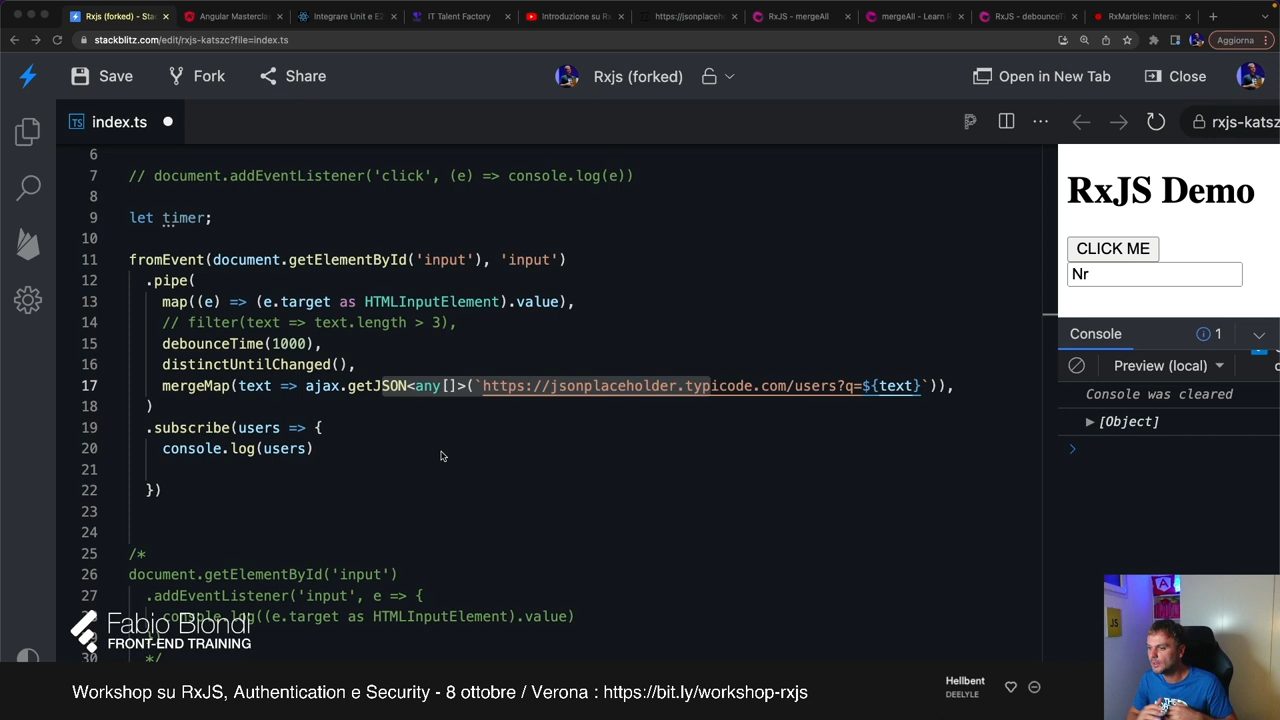 Rxjs (forked) - Sta
Angular Mastercla
Integrare Unit e E2
IT Talent Factory
Introduzione su Rx
https://jsonplaceho
RxJS - mergeAll
mergeAll - Learn R
RxJS - debounceT
RxMarbles: Interac
stackblitz.com/edit/rxjs-katszc?file=index.ts
Aggiorna
Save
Fork
Share
Rxjs (forked)
Open in New Tab
Close
TS index.ts
rxjs-katsz
6
7 // document.addEventListener('click', (e) => console.log(e))
8
9 let timer;
10
11 fromEvent(document.getElementById('input'), 'input')
12 .pipe(
13 map((e) => (e.target as HTMLInputElement).value),
14 // filter(text => text.length > 3),
15 debounceTime(1000),
16 distinctUntilChanged(),
17 mergeMap(text => ajax.getJSON<any[]>(`https://jsonplaceholder.typicode.com/users?q=${text}`)),
18 )
19 .subscribe(users => {
20 console.log(users)
21
22 })
23
24
25 /*
26 document.getElementById('input')
27 .addEventListener('input', e => {
console.log((e.target as HTMLInputElement).value)
30 */
RxJS Demo
CLICK ME
Nr
Console
1
Preview (local)
Console was cleared
[Object]
Fabio Biondi
FRONT-END TRAINING
JS
Workshop su RxJS, Authentication e Security - 8 ottobre / Verona : https://bit.ly/workshop-rxjs
Hellbent
DEELYLE